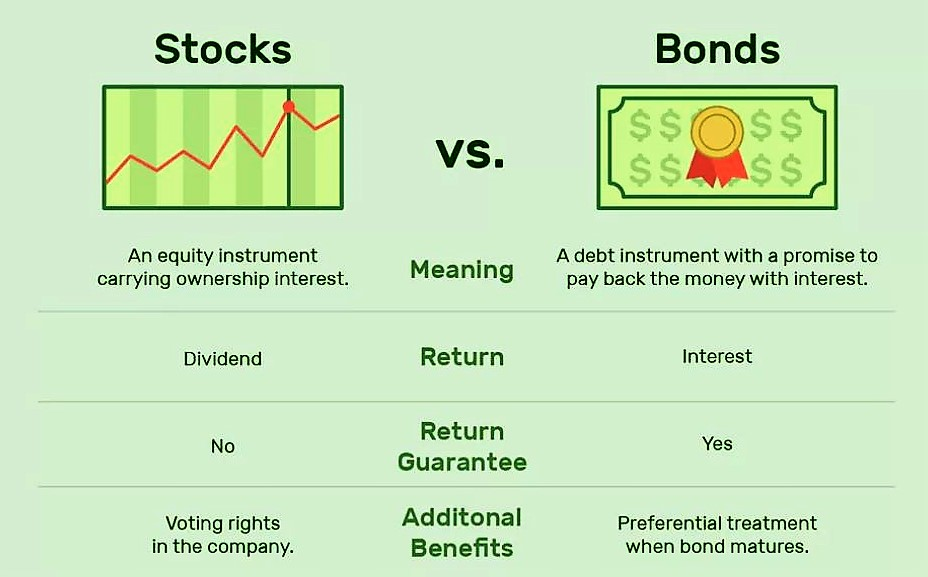 Stocks
Bonds
vs.
$ $ $ $
$ $ $ $
An equity instrument
carrying ownership interest.
Meaning
A debt instrument with a promise to
pay back the money with interest.
Dividend
Return
Interest
No
Return
Guarantee
Yes
Voting rights
in the company.
Additonal
Benefits
Preferential treatment
when bond matures.